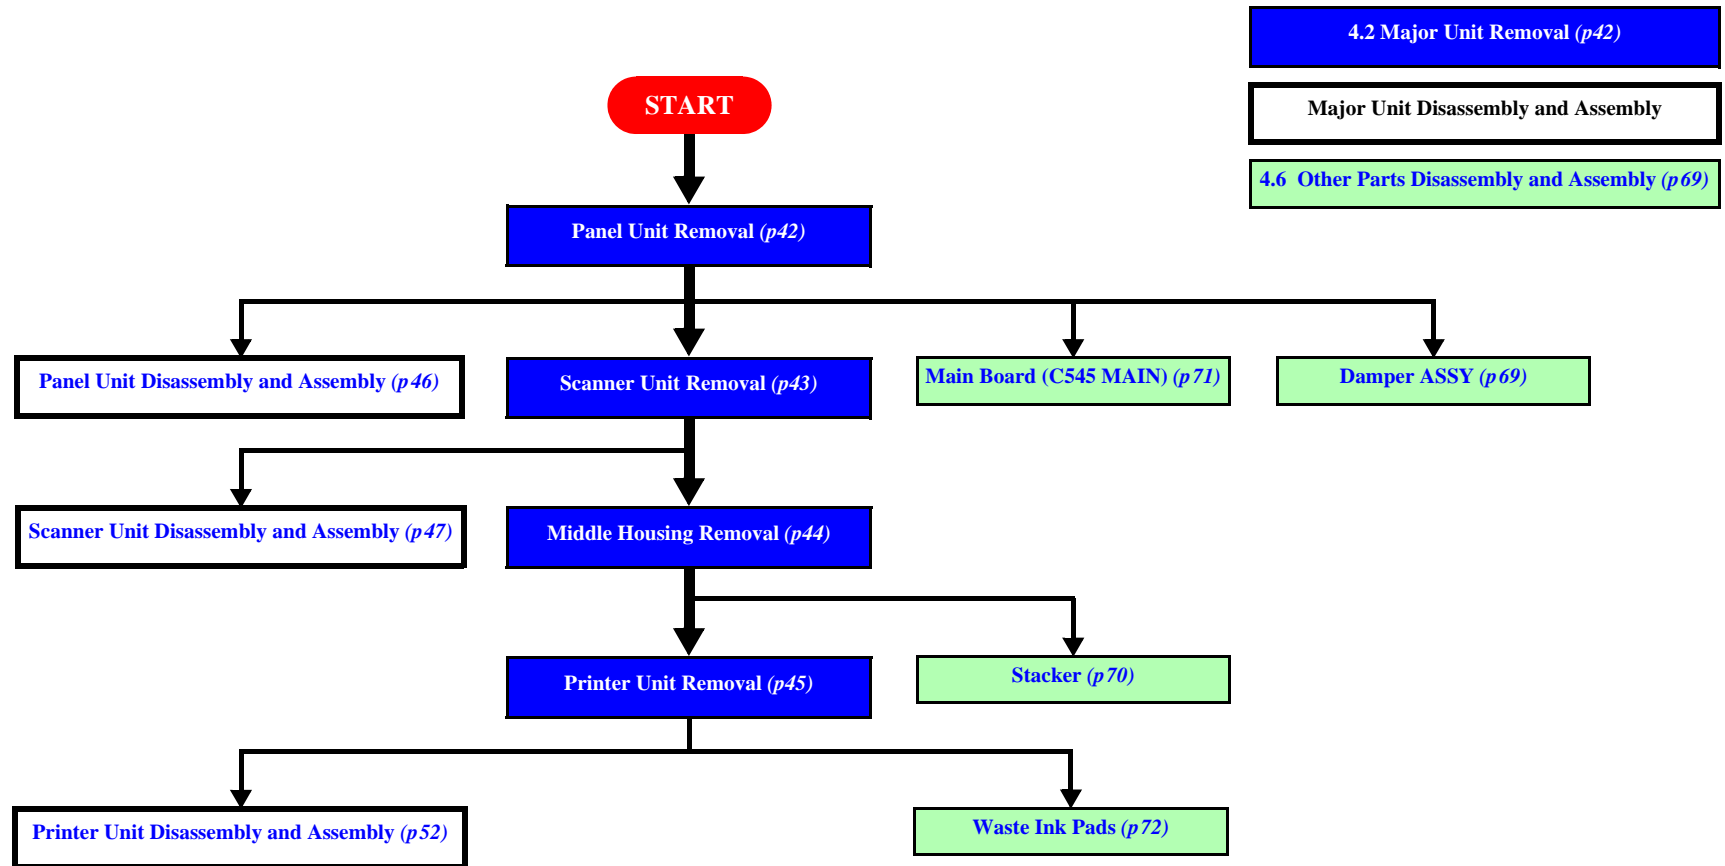 4.2 Major Unit Removal (p42)
START
Major Unit Disassembly and Assembly
4.6 Other Parts Disassembly and Assembly (p69)
Panel Unit Removal (p42)
Panel Unit Disassembly and Assembly (p46)
Scanner Unit Removal (p43)
Main Board (C545 MAIN) (p71)
Damper ASSY (p69)
Scanner Unit Disassembly and Assembly (p47)
Middle Housing Removal (p44)
Printer Unit Removal (p45)
Stacker (p70)
Printer Unit Disassembly and Assembly (p52)
Waste Ink Pads (p72)